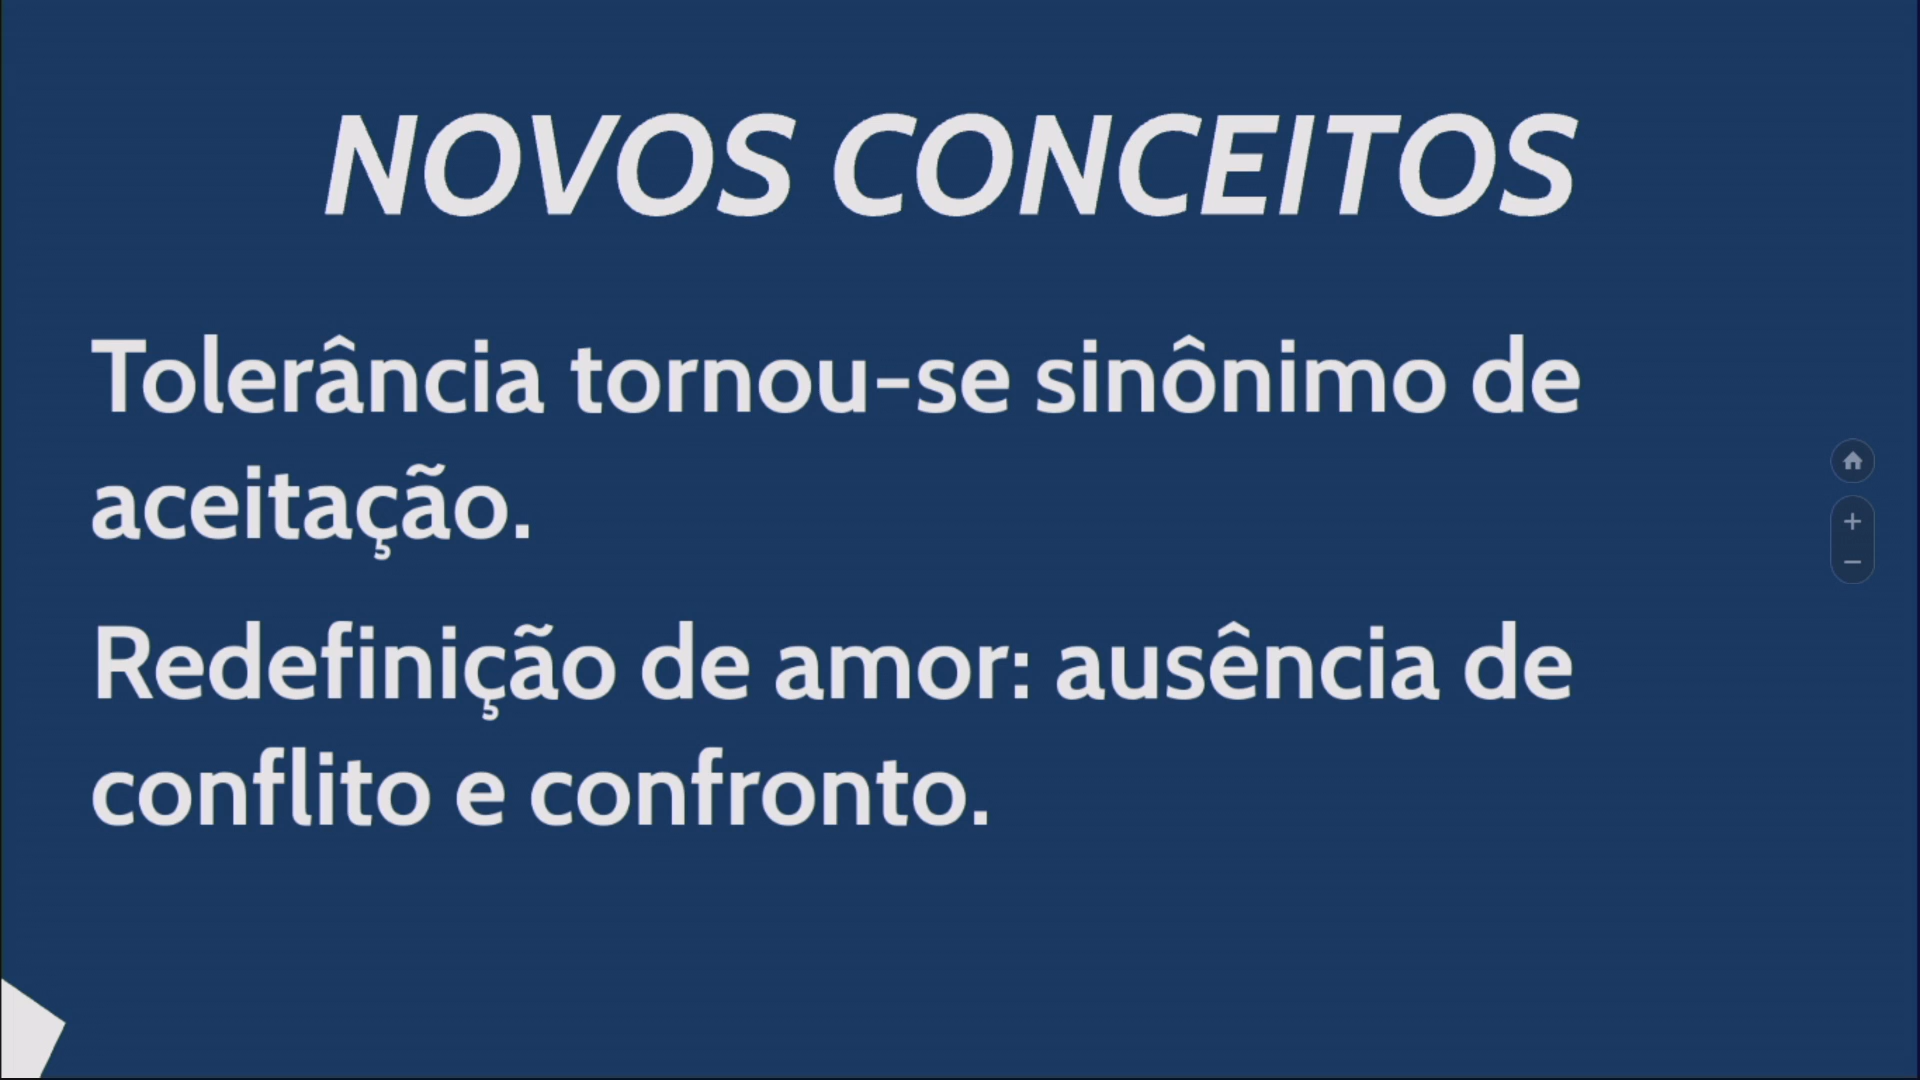 NOVOS CONCEITOS
Tolerância tornou-se sinônimo de
aceitação.
Redefinição de amor: ausência de
conflito e confronto.